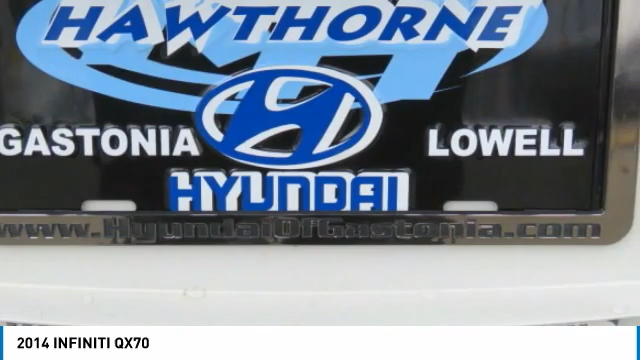 HAWTHORNE
GASTONIA LOWELL
HYUNDAI
www.HyundaiOfGastonia.com
2014 INFINITI QX70